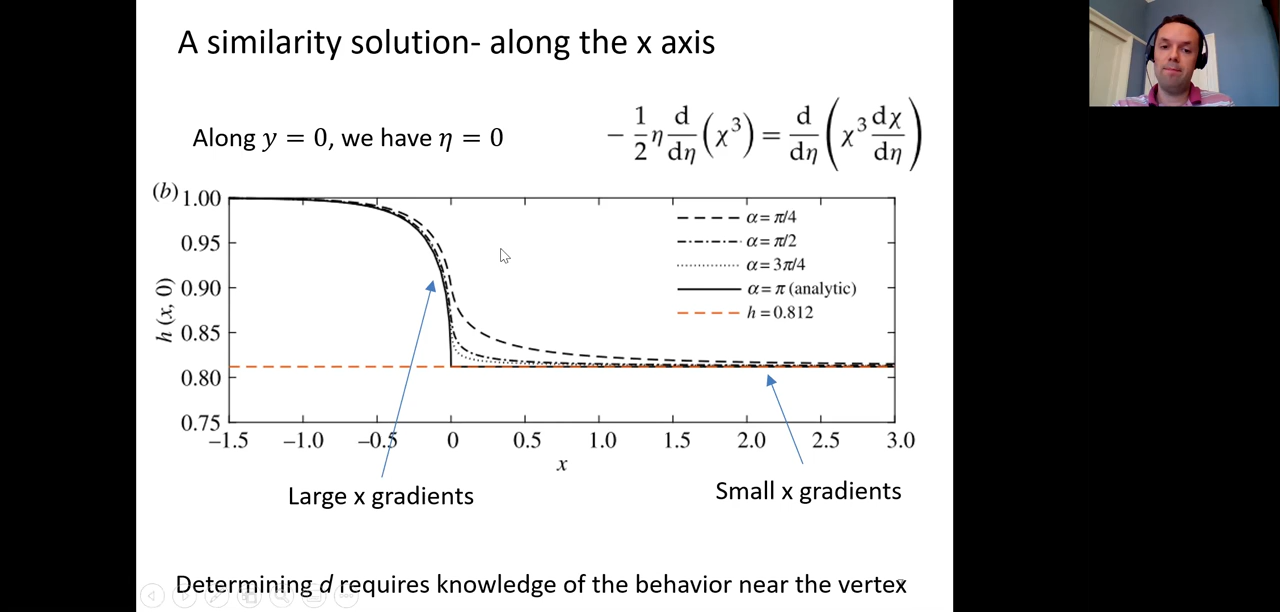 A similarity solution- along the x axis
Along y = 0, we have η = 0
− 1/2 η d/dη (χ³) = d/dη (χ³ dχ/dη)
(b)
1.00
0.95
0.90
0.85
0.80
0.75
h (x, 0)
α = π/4
α = π/2
α = 3π/4
α = π (analytic)
h = 0.812
−1.5 −1.0 −0.5 0 0.5 1.0 1.5 2.0 2.5 3.0
x
Large x gradients
Small x gradients
Determining d requires knowledge of the behavior near the vertex